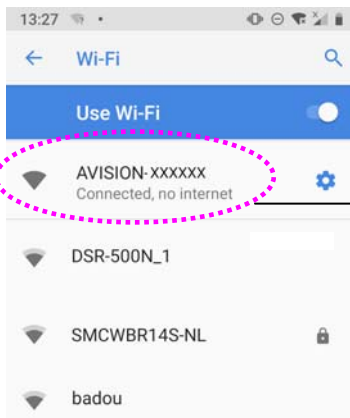 13:27
Wi-Fi
Use Wi-Fi
AVISION-xxxxxx
Connected, no internet
DSR-500N_1
SMCWBR14S-NL
badou